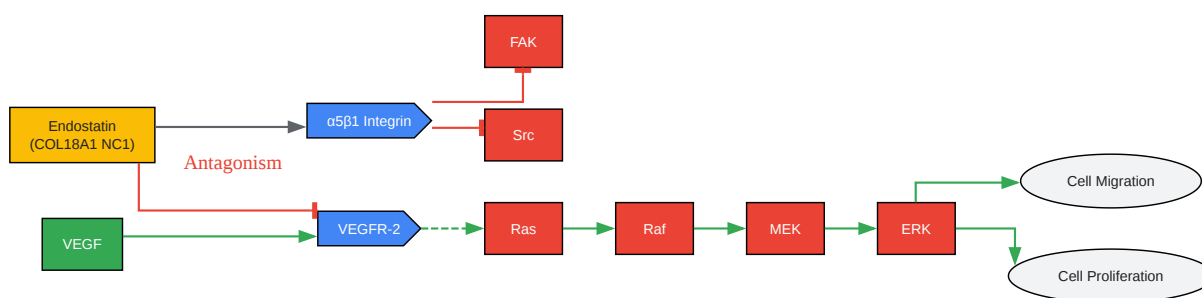 FAK
Endostatin
(COL18A1 NC1)
α5β1 Integrin
Src
Antagonism
Cell Migration
VEGF
VEGFR-2
Ras
Raf
MEK
ERK
Cell Proliferation